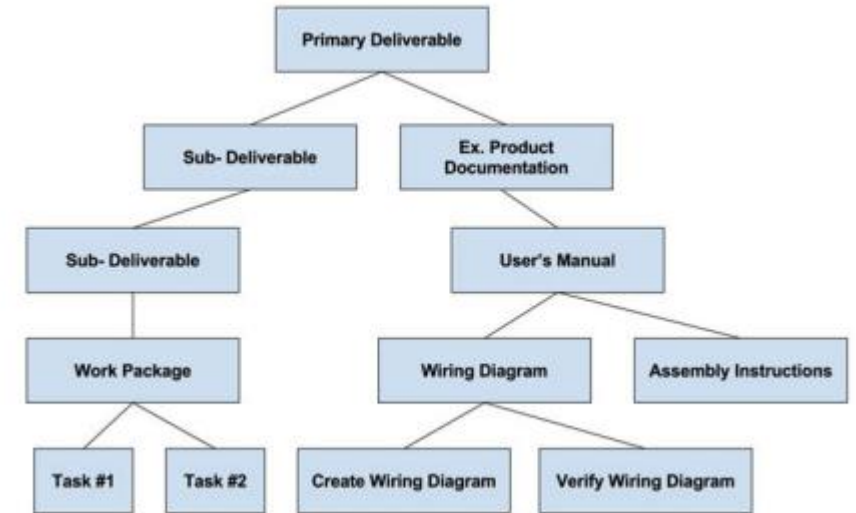 Primary Deliverable
Sub- Deliverable
Ex. Product
Documentation
Sub- Deliverable
User's Manual
Work Package
Wiring Diagram
Assembly Instructions
Task #1
Task #2
Create Wiring Diagram
Verify Wiring Diagram